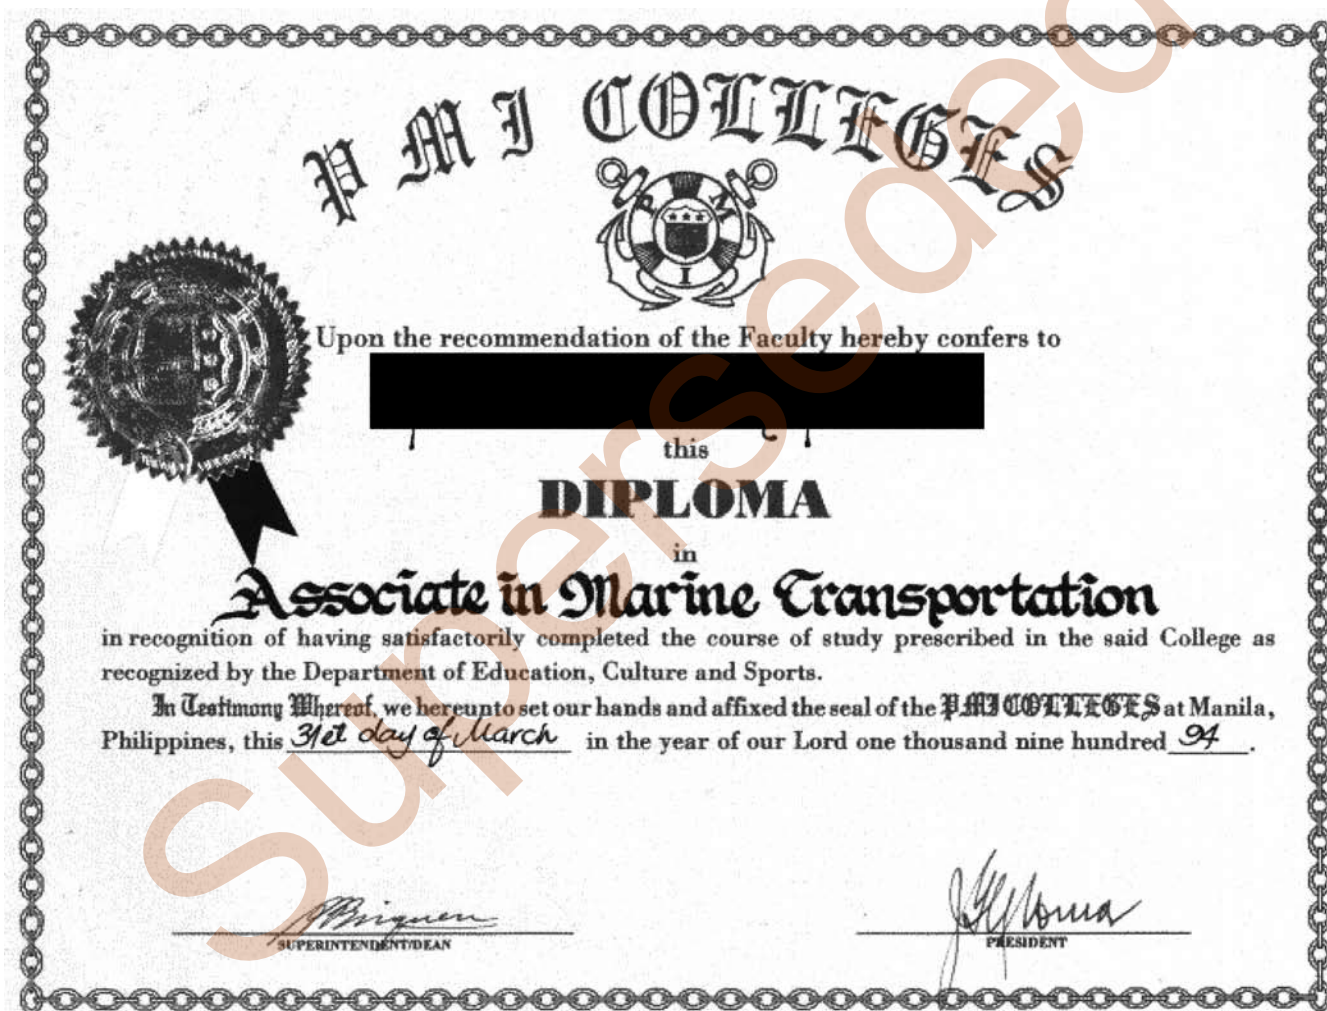 PMI COLLEGES
P M
I
Upon the recommendation of the Faculty hereby confers to
this
DIPLOMA
in
Associate in Marine Transportation
in recognition of having satisfactorily completed the course of study prescribed in the said College as
recognized by the Department of Education, Culture and Sports.
In Testimony Whereof, we hereunto set our hands and affixed the seal of the PMI COLLEGES at Manila,
Philippines, this 31st day of March in the year of our Lord one thousand nine hundred 94.
SUPERINTENDENT/DEAN
PRESIDENT
Superseded